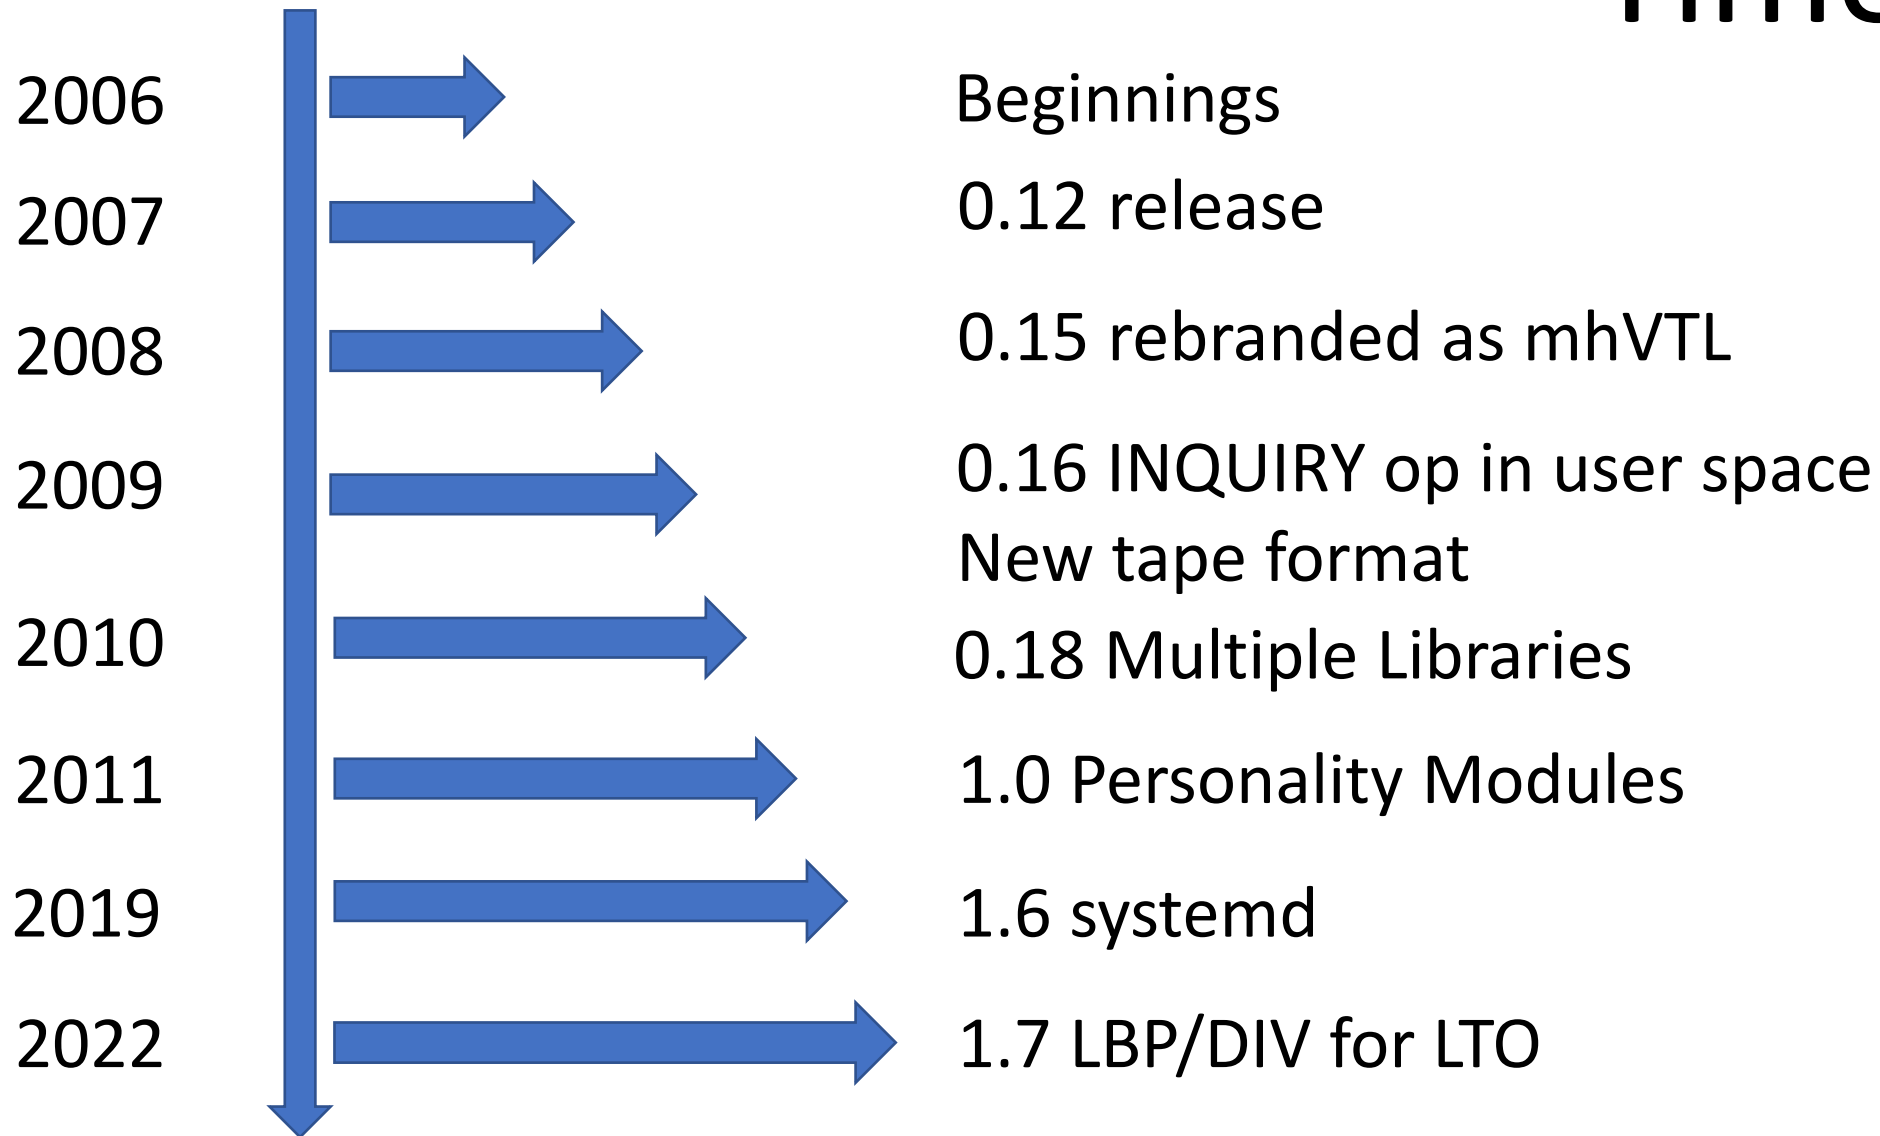 2006 Beginnings
2007 0.12 release
2008 0.15 rebranded as mhVTL
2009 0.16 INQUIRY op in user space
New tape format
2010 0.18 Multiple Libraries
2011 1.0 Personality Modules
2019 1.6 systemd
2022 1.7 LBP/DIV for LTO